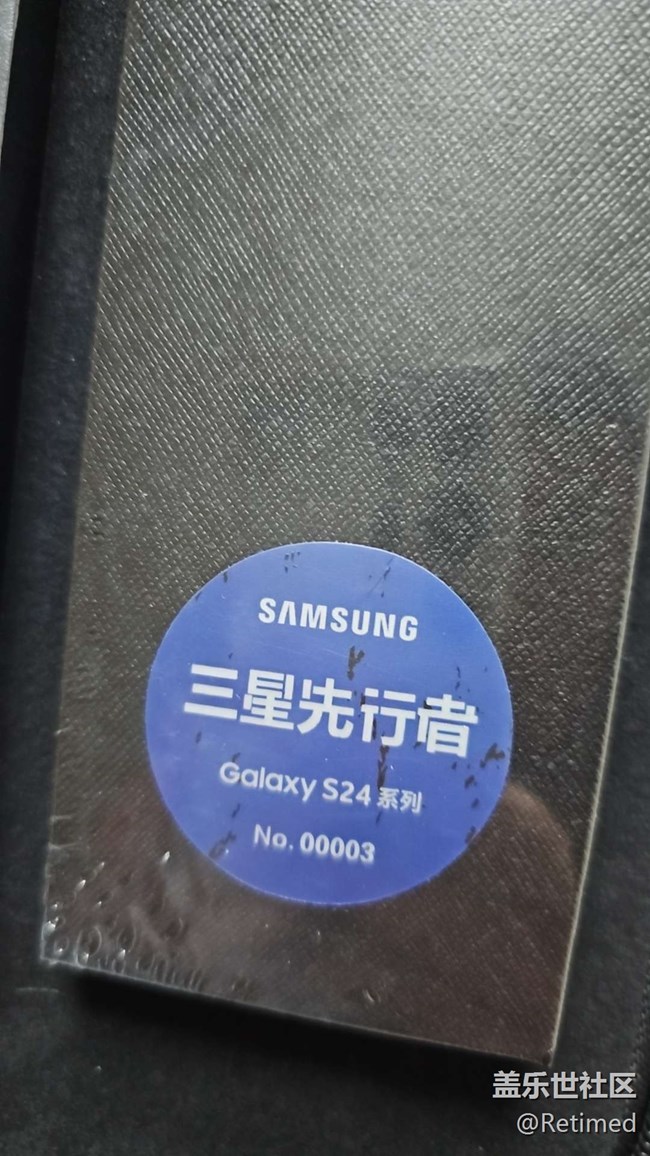 SAMSUNG
三星先行者
Galaxy S24 系列
No. 00003
盖乐世社区
@Retimed